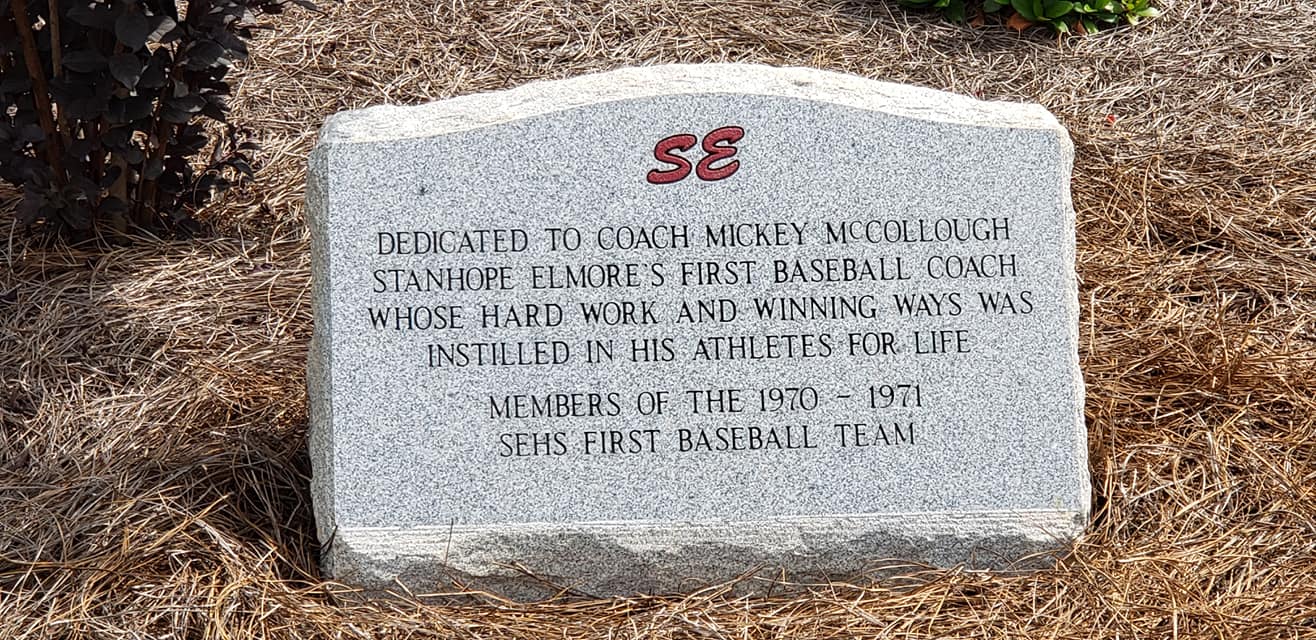 SE
DEDICATED TO COACH MICKEY McCOLLOUGH
STANHOPE ELMORE'S FIRST BASEBALL COACH
WHOSE HARD WORK AND WINNING WAYS WAS
INSTILLED IN HIS ATHLETES FOR LIFE
MEMBERS OF THE 1970 - 1971
SEHS FIRST BASEBALL TEAM